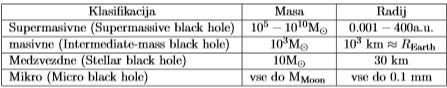 Klasifikacija Masa Radij
Supermasivne (Supermassive black hole) 10⁵ − 10¹⁰M☉ 0.001 − 400a.u.
masivne (Intermediate-mass black hole) 10³M☉ 10³ km ≈ R_Earth
Medzvezdne (Stellar black hole) 10M☉ 30 km
Mikro (Micro black hole) vse do M_Moon vse do 0.1 mm